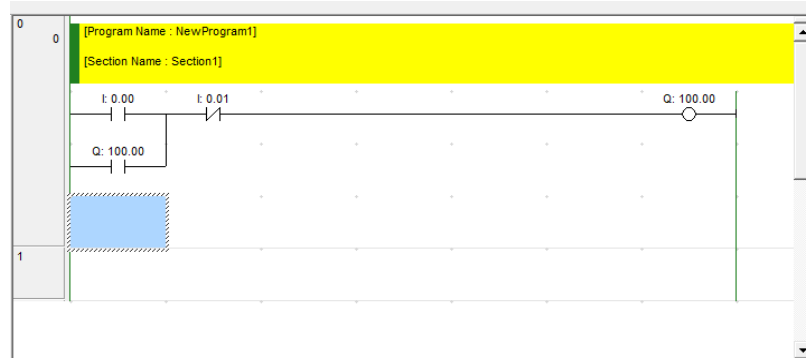 0
0
[Program Name : NewProgram1]
[Section Name : Section1]
I: 0.00
I: 0.01
Q: 100.00
Q: 100.00
1